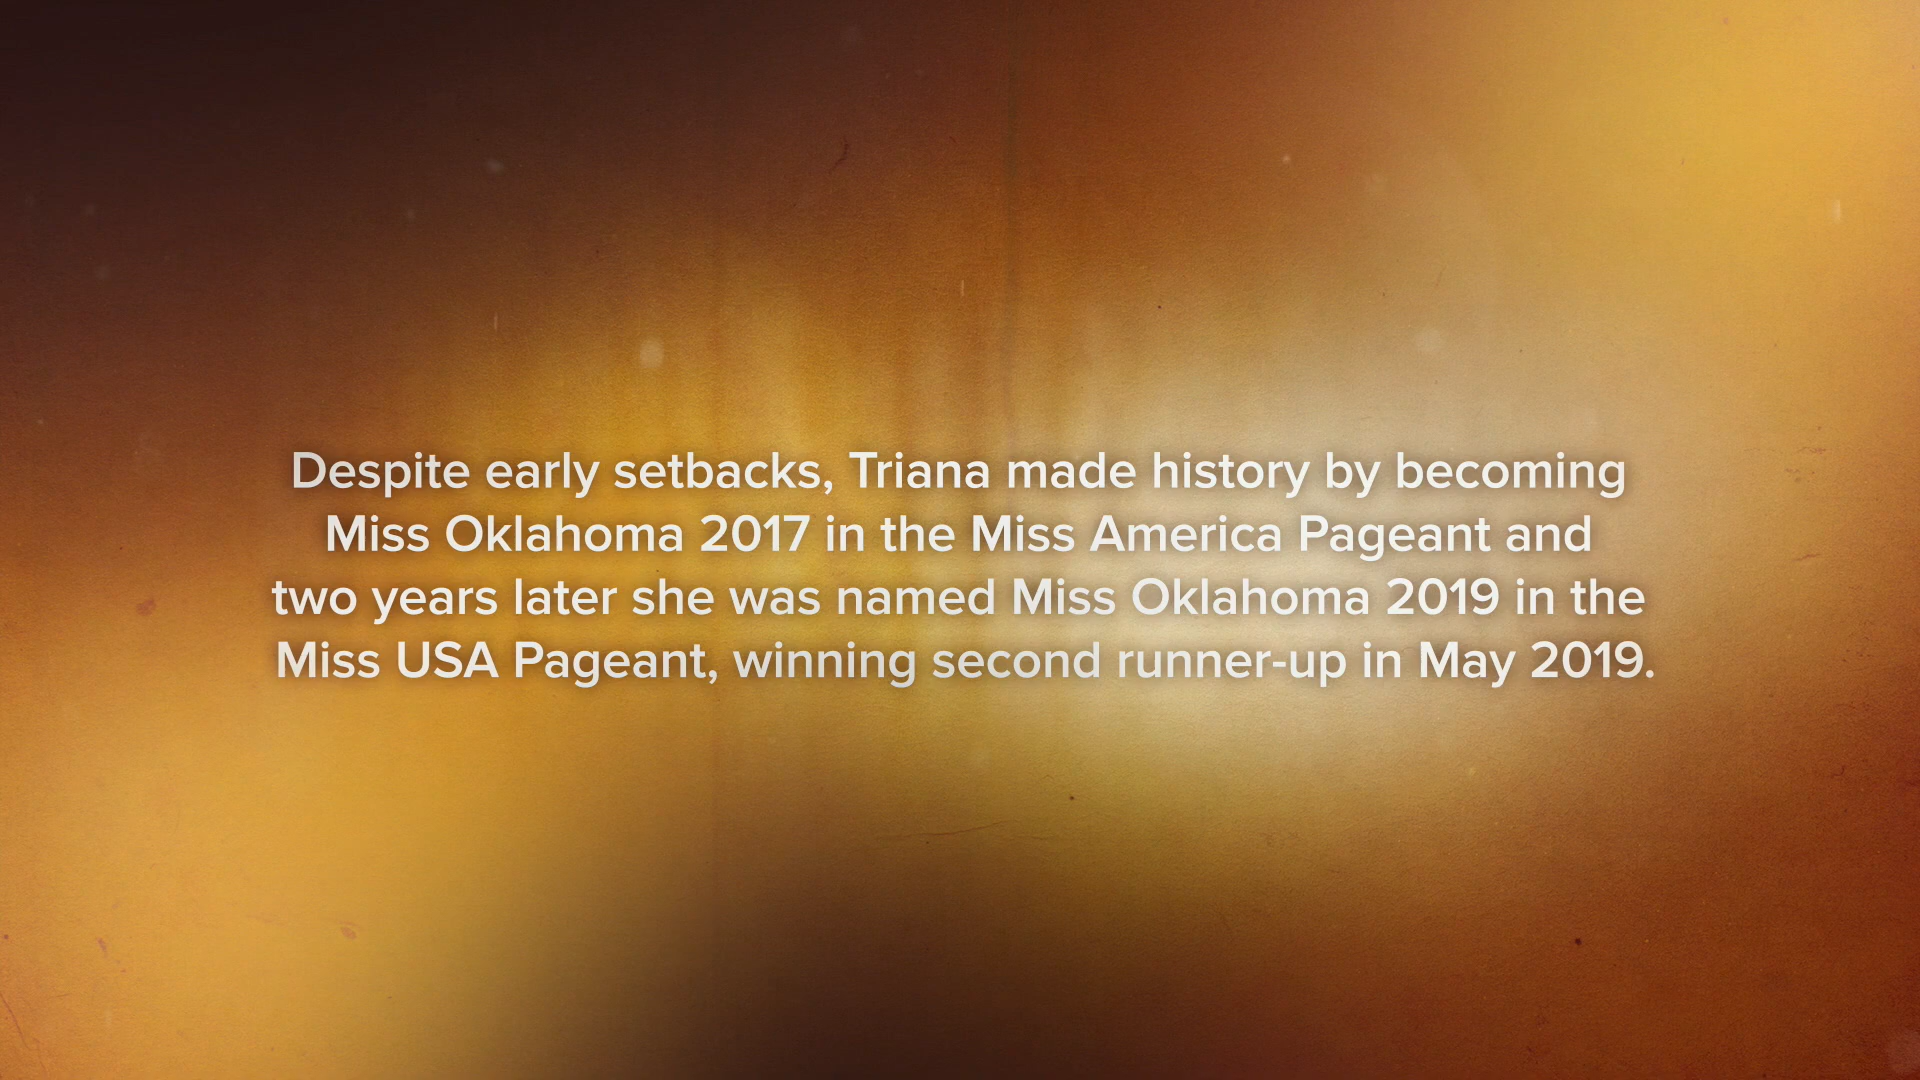 Despite early setbacks, Triana made history by becoming
Miss Oklahoma 2017 in the Miss America Pageant and
two years later she was named Miss Oklahoma 2019 in the
Miss USA Pageant, winning second runner-up in May 2019.